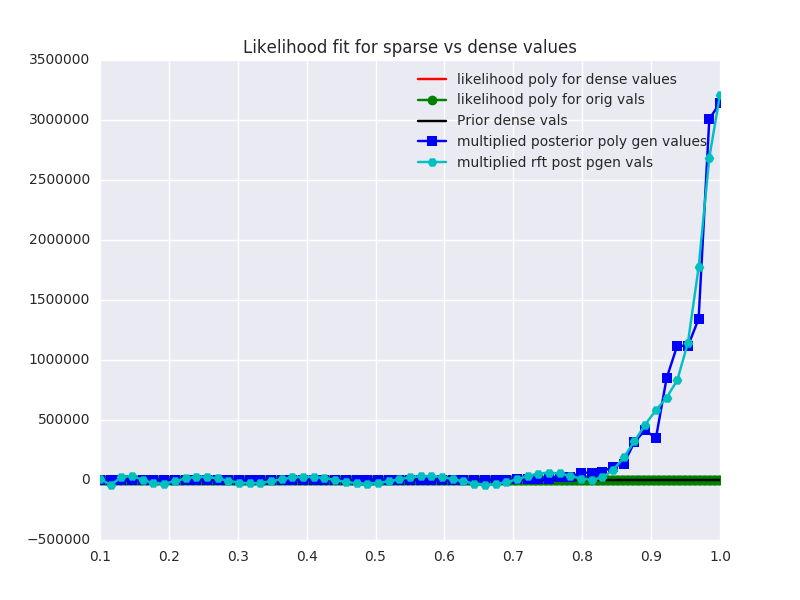 Likelihood fit for sparse vs dense values
3500000
3000000
2500000
2000000
1500000
1000000
500000
0
−500000
likelihood poly for dense values
likelihood poly for orig vals
Prior dense vals
multiplied posterior poly gen values
multiplied rft post pgen vals
0.1 0.2 0.3 0.4 0.5 0.6 0.7 0.8 0.9 1.0